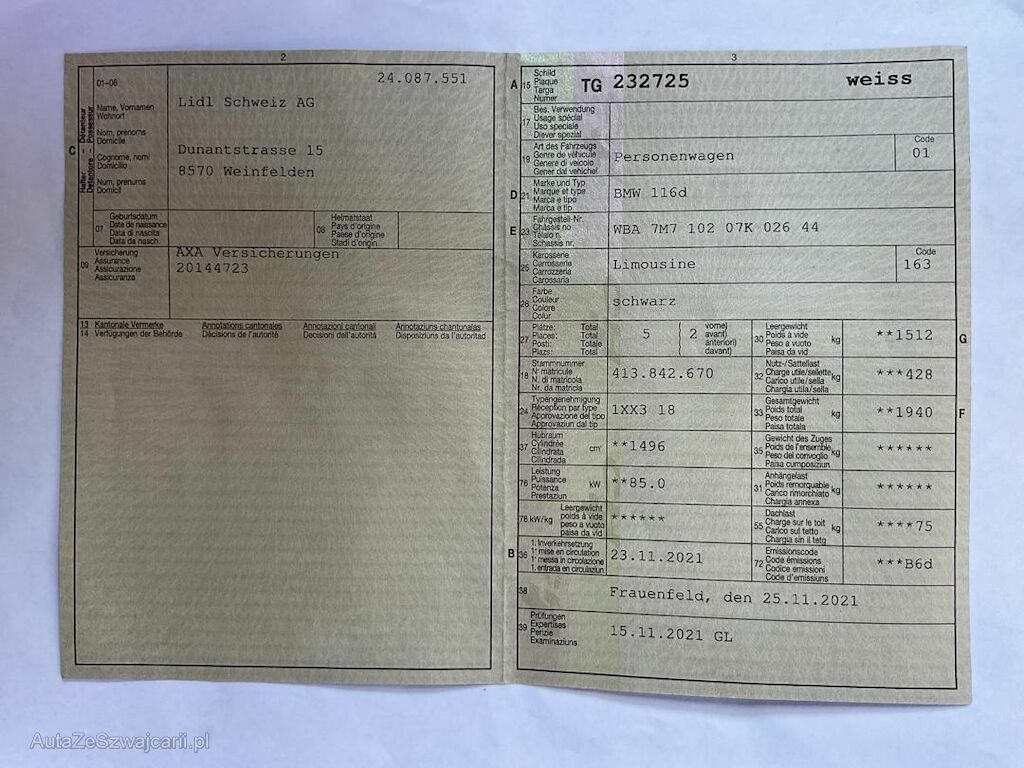 2
01-06
24.087.551
Halter - Détenteur
Detentore - Possessur
C
Name, Vornamen
Wohnort
Nom, prénoms
Domicile
Cognome, nomi
Domicilio
Num, prenums
Domicil
Lidl Schweiz AG
Dunantstrasse 15
8570 Weinfelden
07
Geburtsdatum
Date de naissance
Data di nascita
Data da nasch.
08
Heimatstaat
Pays d'origine
Paese d'origine
Stadi d'origin
09
Versicherung
Assurance
Assicurazione
Assicuranza
AXA Versicherungen
20144723
13 Kantonale Vermerke Annotations cantonales Annotazioni cantonali Annotaziuns chantunalas
14 Verfügungen der Behörde Décisions de l'autorité Decisioni dell'autorità Disposiziuns da l'autoritad
3
A 15
Schild
Plaque
Targa
Numer
TG 232725 weiss
17
Bes. Verwendung
Usage spécial
Uso speciale
Diever spezial
19
Art des Fahrzeugs
Genre de véhicule
Genere di veicolo
Gener dal vehichel
Personenwagen
Code
01
D 21
Marke und Typ
Marque et type
Marca e tipo
Marca e tip
BMW 116d
E 23
Fahrgestell-Nr.
Châssis no
Telaio n.
Schassis nr.
WBA 7M7 102 07K 026 44
25
Karosserie
Carrosserie
Carrozzeria
Carossaria
Limousine
Code
163
26
Farbe
Couleur
Colore
Colur
schwarz
27
Plätze: Total
Places: Total
Posti: Totale
Plazs: Total
5 ( 2 vorne)
( avant)
( anteriori)
( davant)
30
Leergewicht
Poids à vide
Peso a vuoto
Paisa da vid
kg
**1512
G
18
Stammnummer
N° matricule
N. di matricola
Nr. da matricla
413.842.670
32
Nutz-/Sattellast
Charge utile/sellette
Carico utile/sella
Chargia utila/sella
kg
***428
24
Typengenehmigung
Réception par type
Approvazione del tipo
Approvaziun dal tip
1XX3 18
33
Gesamtgewicht
Poids total
Peso totale
Paisa totala
kg
**1940
F
37
Hubraum
Cylindrée
Cilindrata
Cilindrada
cm³
**1496
35
Gewicht des Zuges
Poids de l'ensemble
Peso del convoglio
Paisa cumposiziun
kg
******
76
Leistung
Puissance
Potenza
Prestaziun
kW
**85.0
31
Anhängelast
Poids remorquable
Carico rimorchiato
Chargia annexa
kg
******
78 kW/kg
Leergewicht
poids à vide
peso a vuoto
paisa da vid
******
55
Dachlast
Charge sur le toit
Carico sul tetto
Chargia sin il tetg
kg
****75
B 36
1. Inverkehrsetzung
1re mise en circulation
1a messa in circolazione
1. entrada en circulaziun
23.11.2021
72
Emissionscode
Code émissions
Codice emissioni
Code d'emissiuns
***B6d
38
Frauenfeld, den 25.11.2021
39
Prüfungen
Expertises
Perizie
Examinaziuns
15.11.2021 GL
AutaZeSzwajcarii.pl